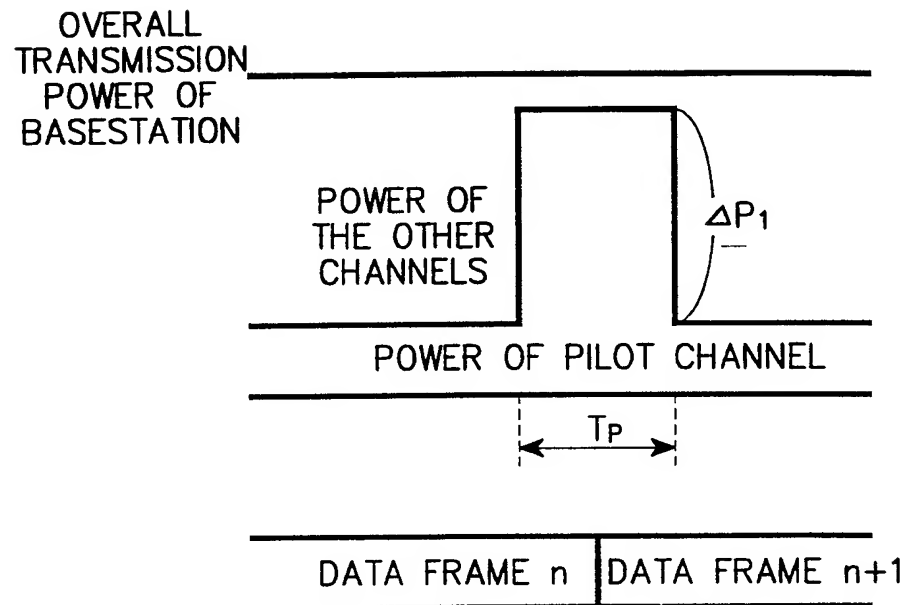 OVERALL
TRANSMISSION
POWER OF
BASESTATION
POWER OF
THE OTHER
CHANNELS
△P1
POWER OF PILOT CHANNEL
TP
DATA FRAME n
DATA FRAME n+1